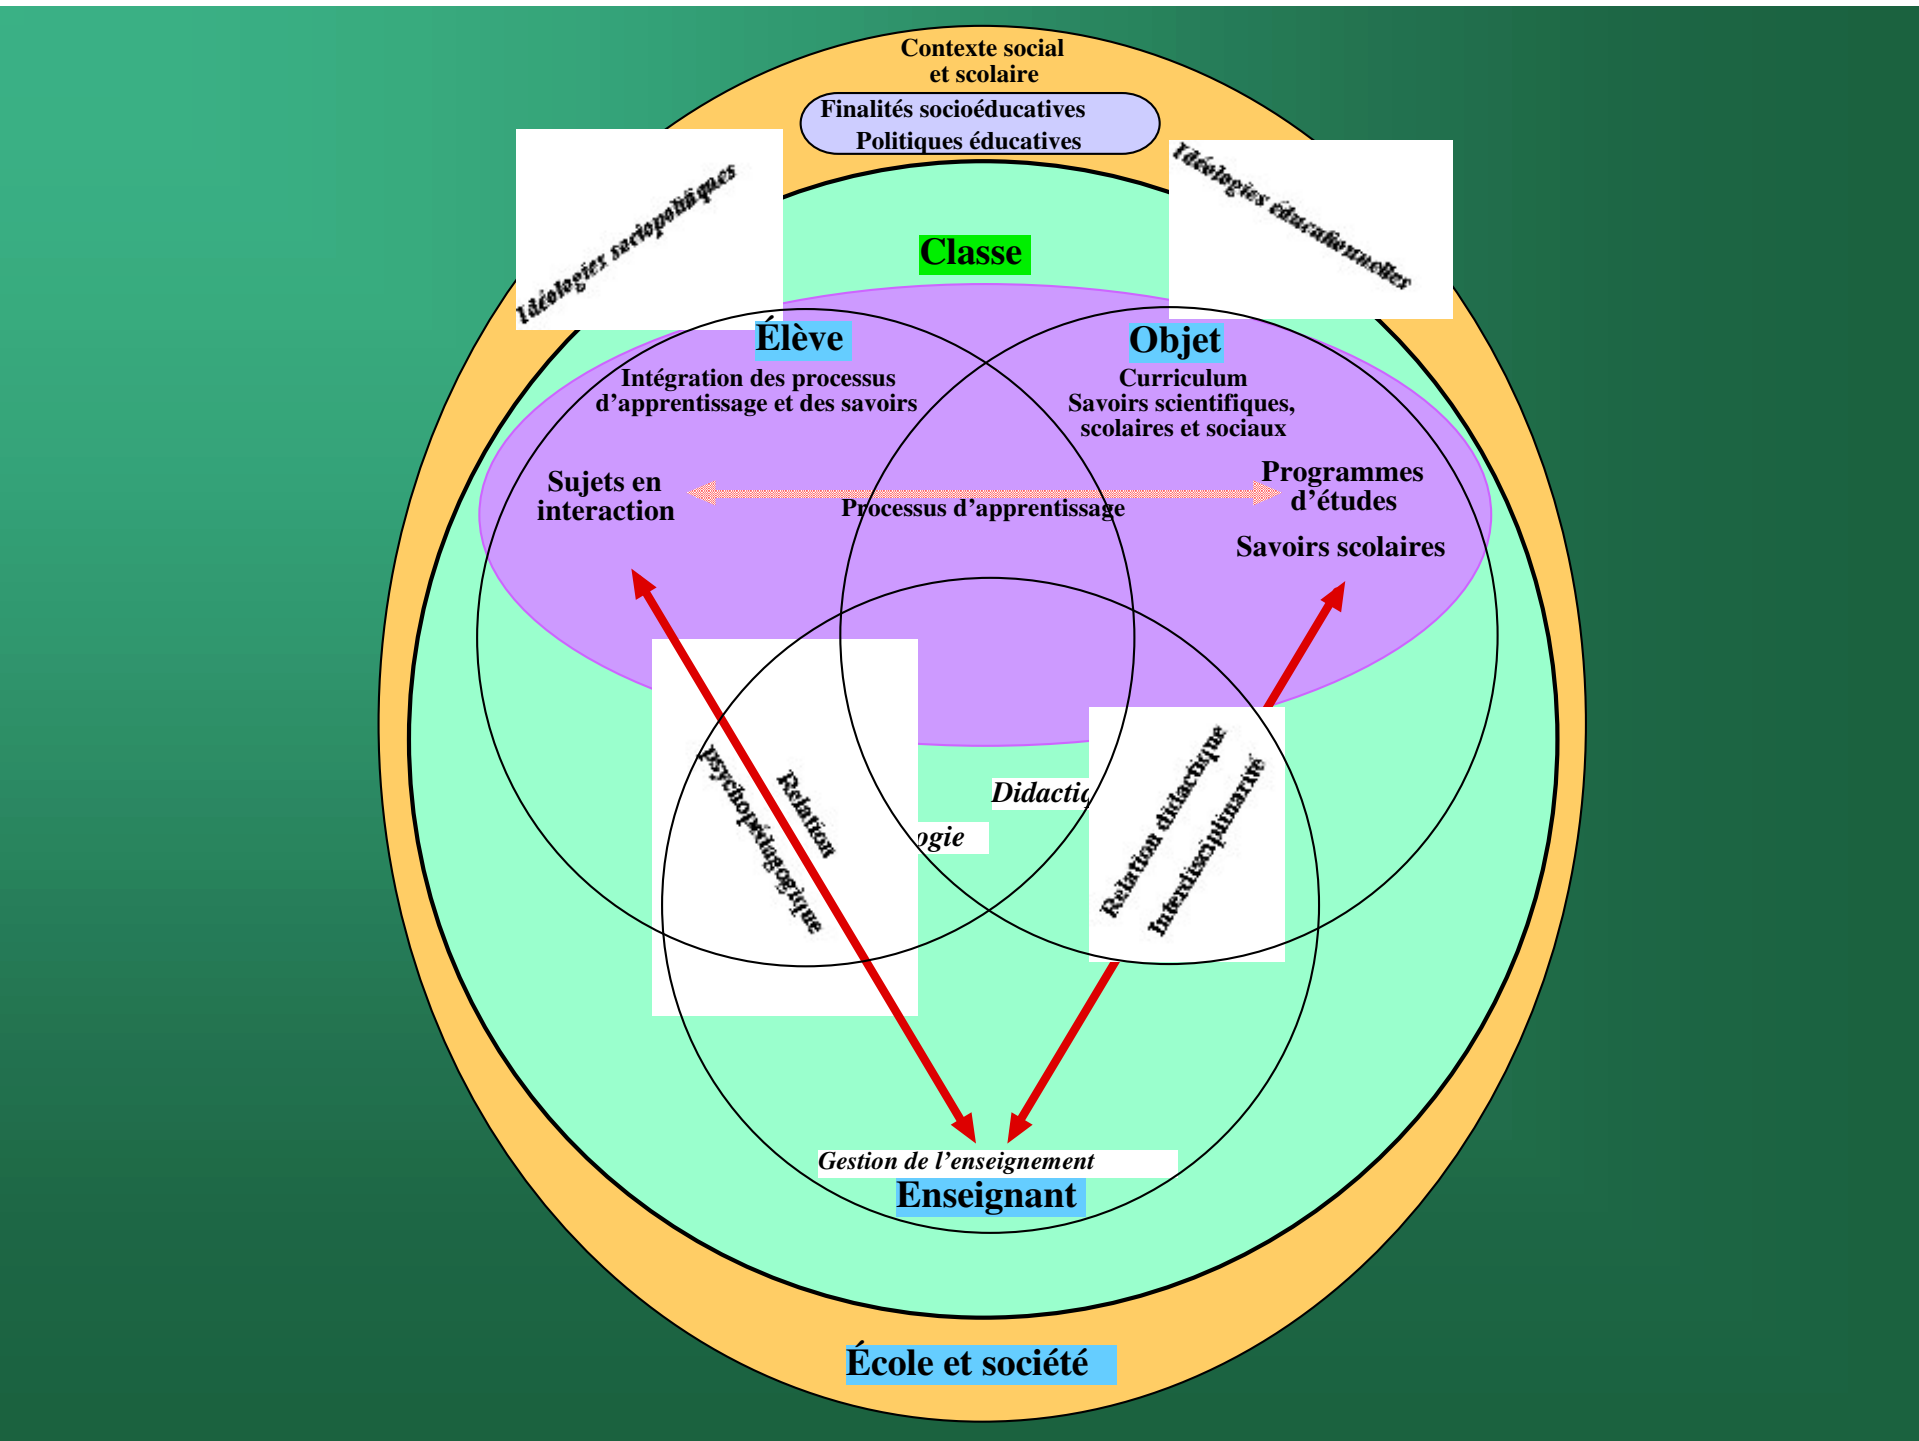 Contexte social
et scolaire
Finalités socioéducatives
Politiques éducatives
Idéologies sociopolitiques
Idéologies éducationnelles
Classe
Élève
Objet
Intégration des processus
d’apprentissage et des savoirs
Curriculum
Savoirs scientifiques,
scolaires et sociaux
Sujets en
interaction
Programmes
d’études
Processus d’apprentissage
Savoirs scolaires
Relation
psychopédagogique
Relation didactique
Interdisciplinarité
Didactiq
ogie
Gestion de l’enseignement
Enseignant
École et société